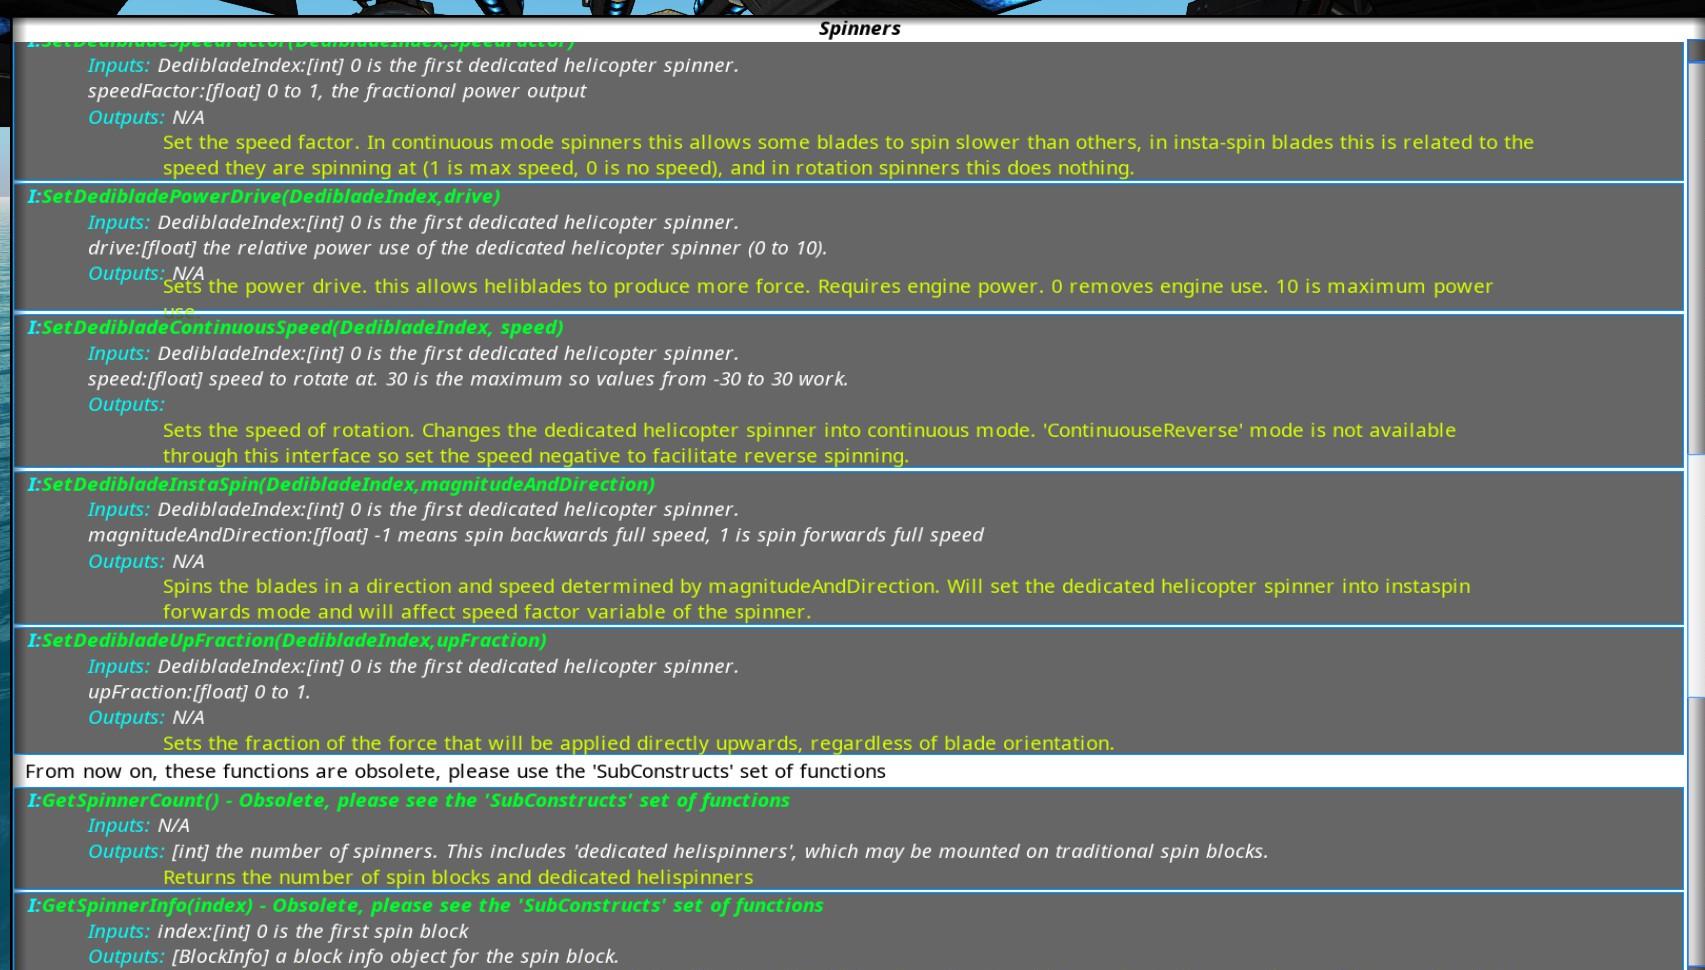 Spinners
I:SetDedibladeSpeedFactor(DedibladeIndex,speedFactor)
Inputs: DedibladeIndex:[int] 0 is the first dedicated helicopter spinner.
speedFactor:[float] 0 to 1, the fractional power output
Outputs: N/A
Set the speed factor. In continuous mode spinners this allows some blades to spin slower than others, in insta-spin blades this is related to the
speed they are spinning at (1 is max speed, 0 is no speed), and in rotation spinners this does nothing.
I:SetDedibladePowerDrive(DedibladeIndex,drive)
Inputs: DedibladeIndex:[int] 0 is the first dedicated helicopter spinner.
drive:[float] the relative power use of the dedicated helicopter spinner (0 to 10).
Outputs: N/A
Sets the power drive. this allows heliblades to produce more force. Requires engine power. 0 removes engine use. 10 is maximum power
use.
I:SetDedibladeContinuousSpeed(DedibladeIndex, speed)
Inputs: DedibladeIndex:[int] 0 is the first dedicated helicopter spinner.
speed:[float] speed to rotate at. 30 is the maximum so values from -30 to 30 work.
Outputs:
Sets the speed of rotation. Changes the dedicated helicopter spinner into continuous mode. 'ContinuouseReverse' mode is not available
through this interface so set the speed negative to facilitate reverse spinning.
I:SetDedibladeInstaSpin(DedibladeIndex,magnitudeAndDirection)
Inputs: DedibladeIndex:[int] 0 is the first dedicated helicopter spinner.
magnitudeAndDirection:[float] -1 means spin backwards full speed, 1 is spin forwards full speed
Outputs: N/A
Spins the blades in a direction and speed determined by magnitudeAndDirection. Will set the dedicated helicopter spinner into instaspin
forwards mode and will affect speed factor variable of the spinner.
I:SetDedibladeUpFraction(DedibladeIndex,upFraction)
Inputs: DedibladeIndex:[int] 0 is the first dedicated helicopter spinner.
upFraction:[float] 0 to 1.
Outputs: N/A
Sets the fraction of the force that will be applied directly upwards, regardless of blade orientation.
From now on, these functions are obsolete, please use the 'SubConstructs' set of functions
I:GetSpinnerCount() - Obsolete, please see the 'SubConstructs' set of functions
Inputs: N/A
Outputs: [int] the number of spinners. This includes 'dedicated helispinners', which may be mounted on traditional spin blocks.
Returns the number of spin blocks and dedicated helispinners
I:GetSpinnerInfo(index) - Obsolete, please see the 'SubConstructs' set of functions
Inputs: index:[int] 0 is the first spin block
Outputs: [BlockInfo] a block info object for the spin block.